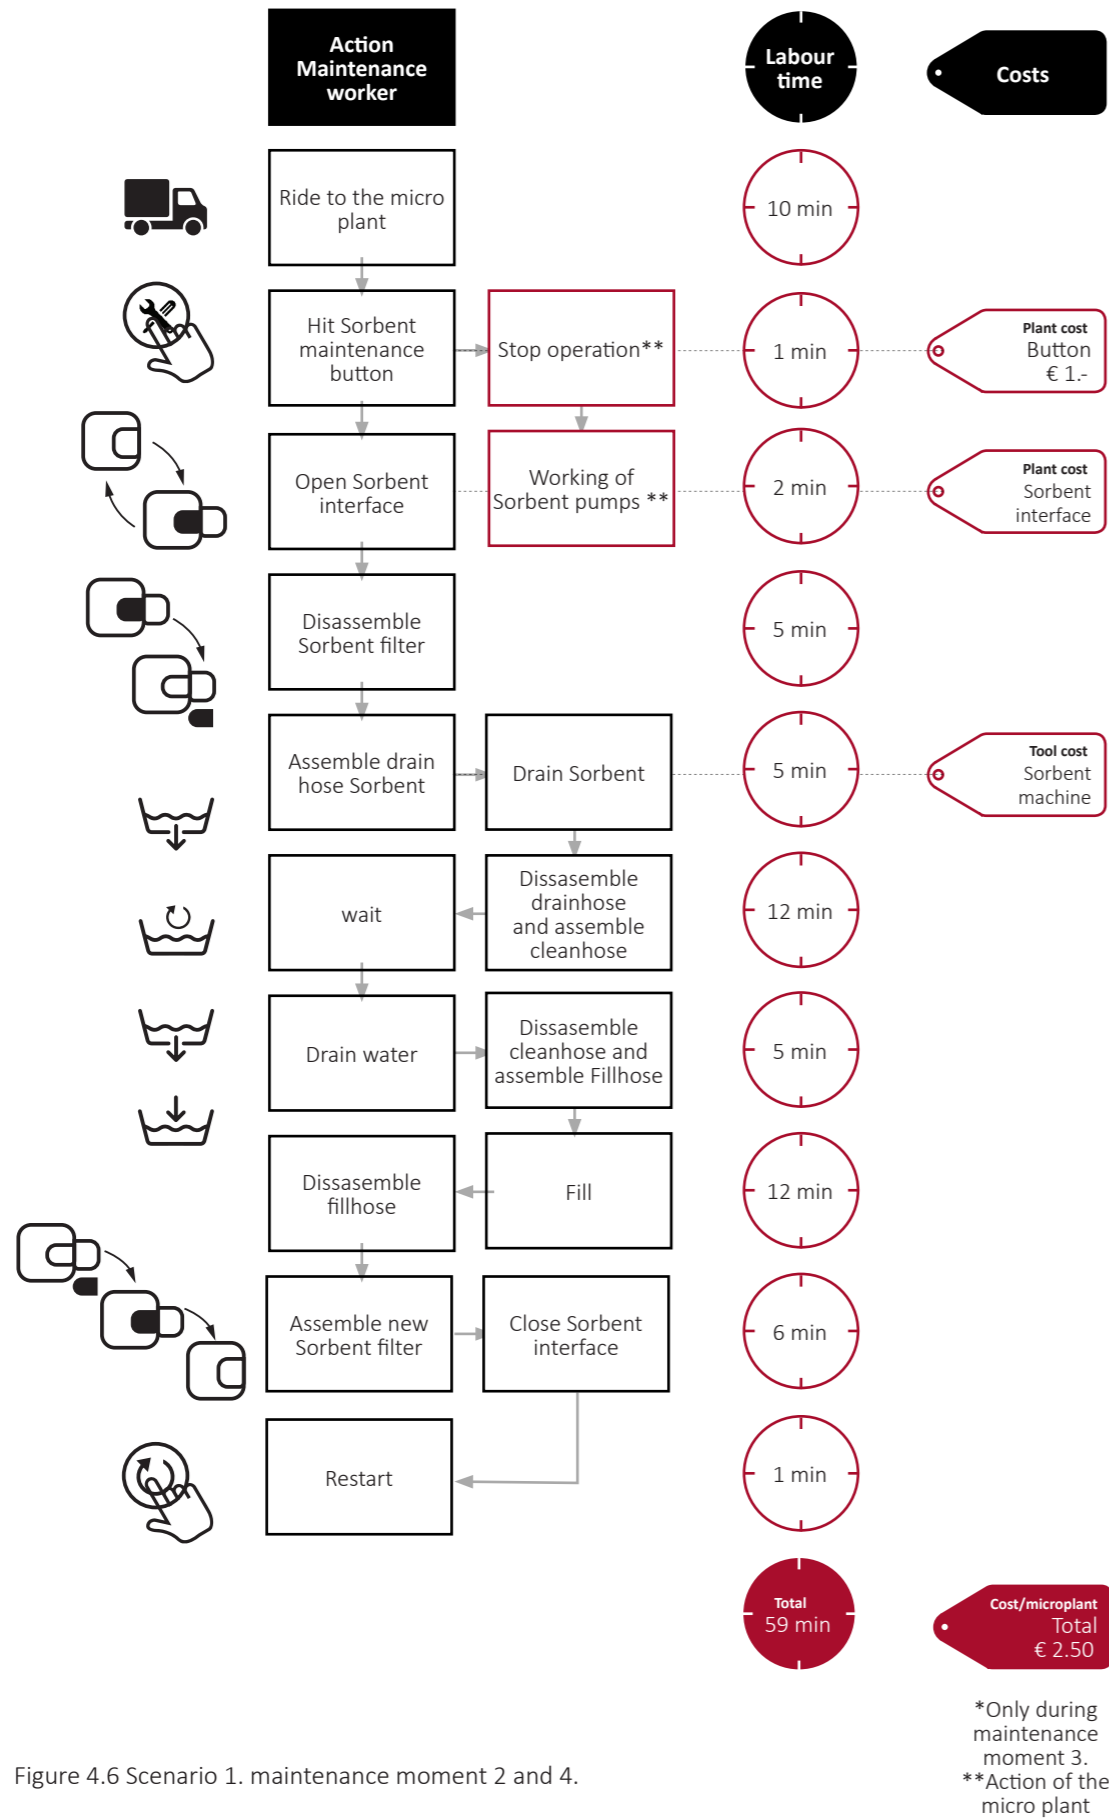 Action
Maintenance
worker
Labour
time
Costs
Ride to the micro
plant
10 min
Hit Sorbent
maintenance
button
Stop operation**
1 min
Plant cost
Button
€ 1.-
Open Sorbent
interface
Working of
Sorbent pumps **
2 min
Plant cost
Sorbent
interface
Disassemble
Sorbent filter
5 min
Assemble drain
hose Sorbent
Drain Sorbent
5 min
Tool cost
Sorbent
machine
wait
Dissasemble
drainhose
and assemble
cleanhose
12 min
Drain water
Dissasemble
cleanhose and
assemble Fillhose
5 min
Dissasemble
fillhose
Fill
12 min
Assemble new
Sorbent filter
Close Sorbent
interface
6 min
Restart
1 min
Total
59 min
Cost/microplant
Total
€ 2.50
*Only during
maintenance
moment 3.
**Action of the
micro plant
Figure 4.6 Scenario 1. maintenance moment 2 and 4.